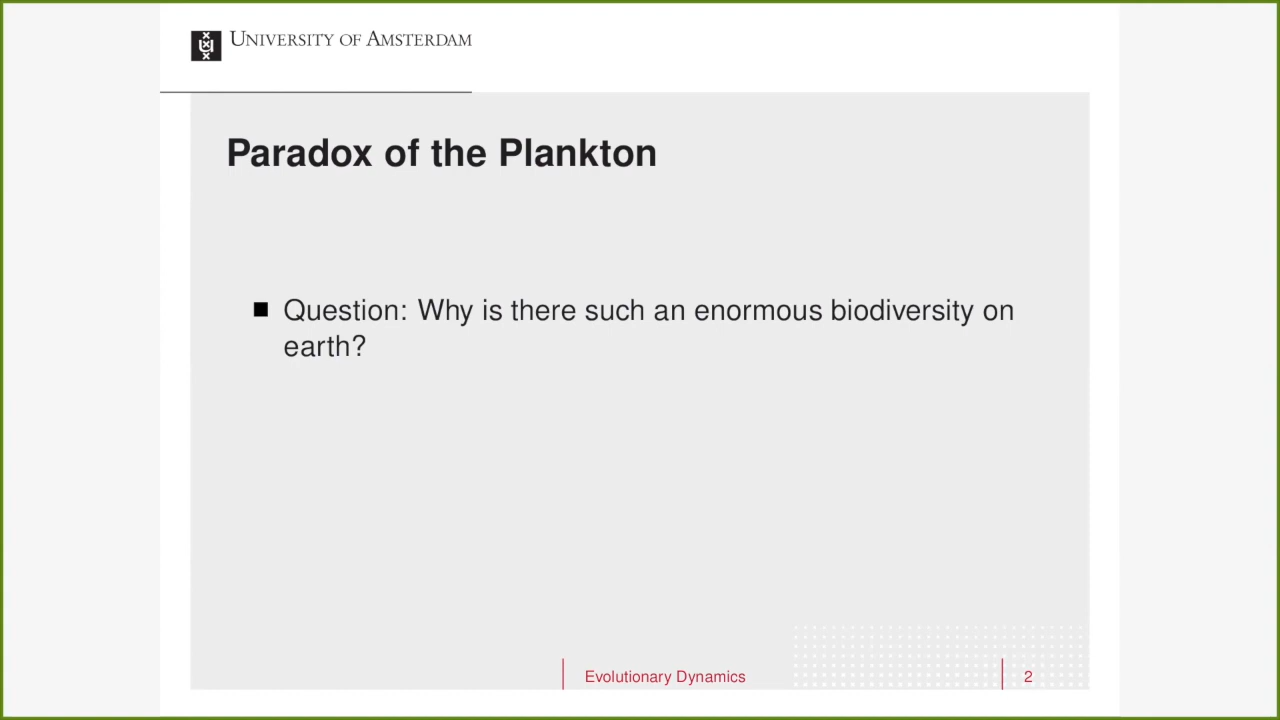 UNIVERSITY OF AMSTERDAM
Paradox of the Plankton
Question: Why is there such an enormous biodiversity on
earth?
Evolutionary Dynamics
2